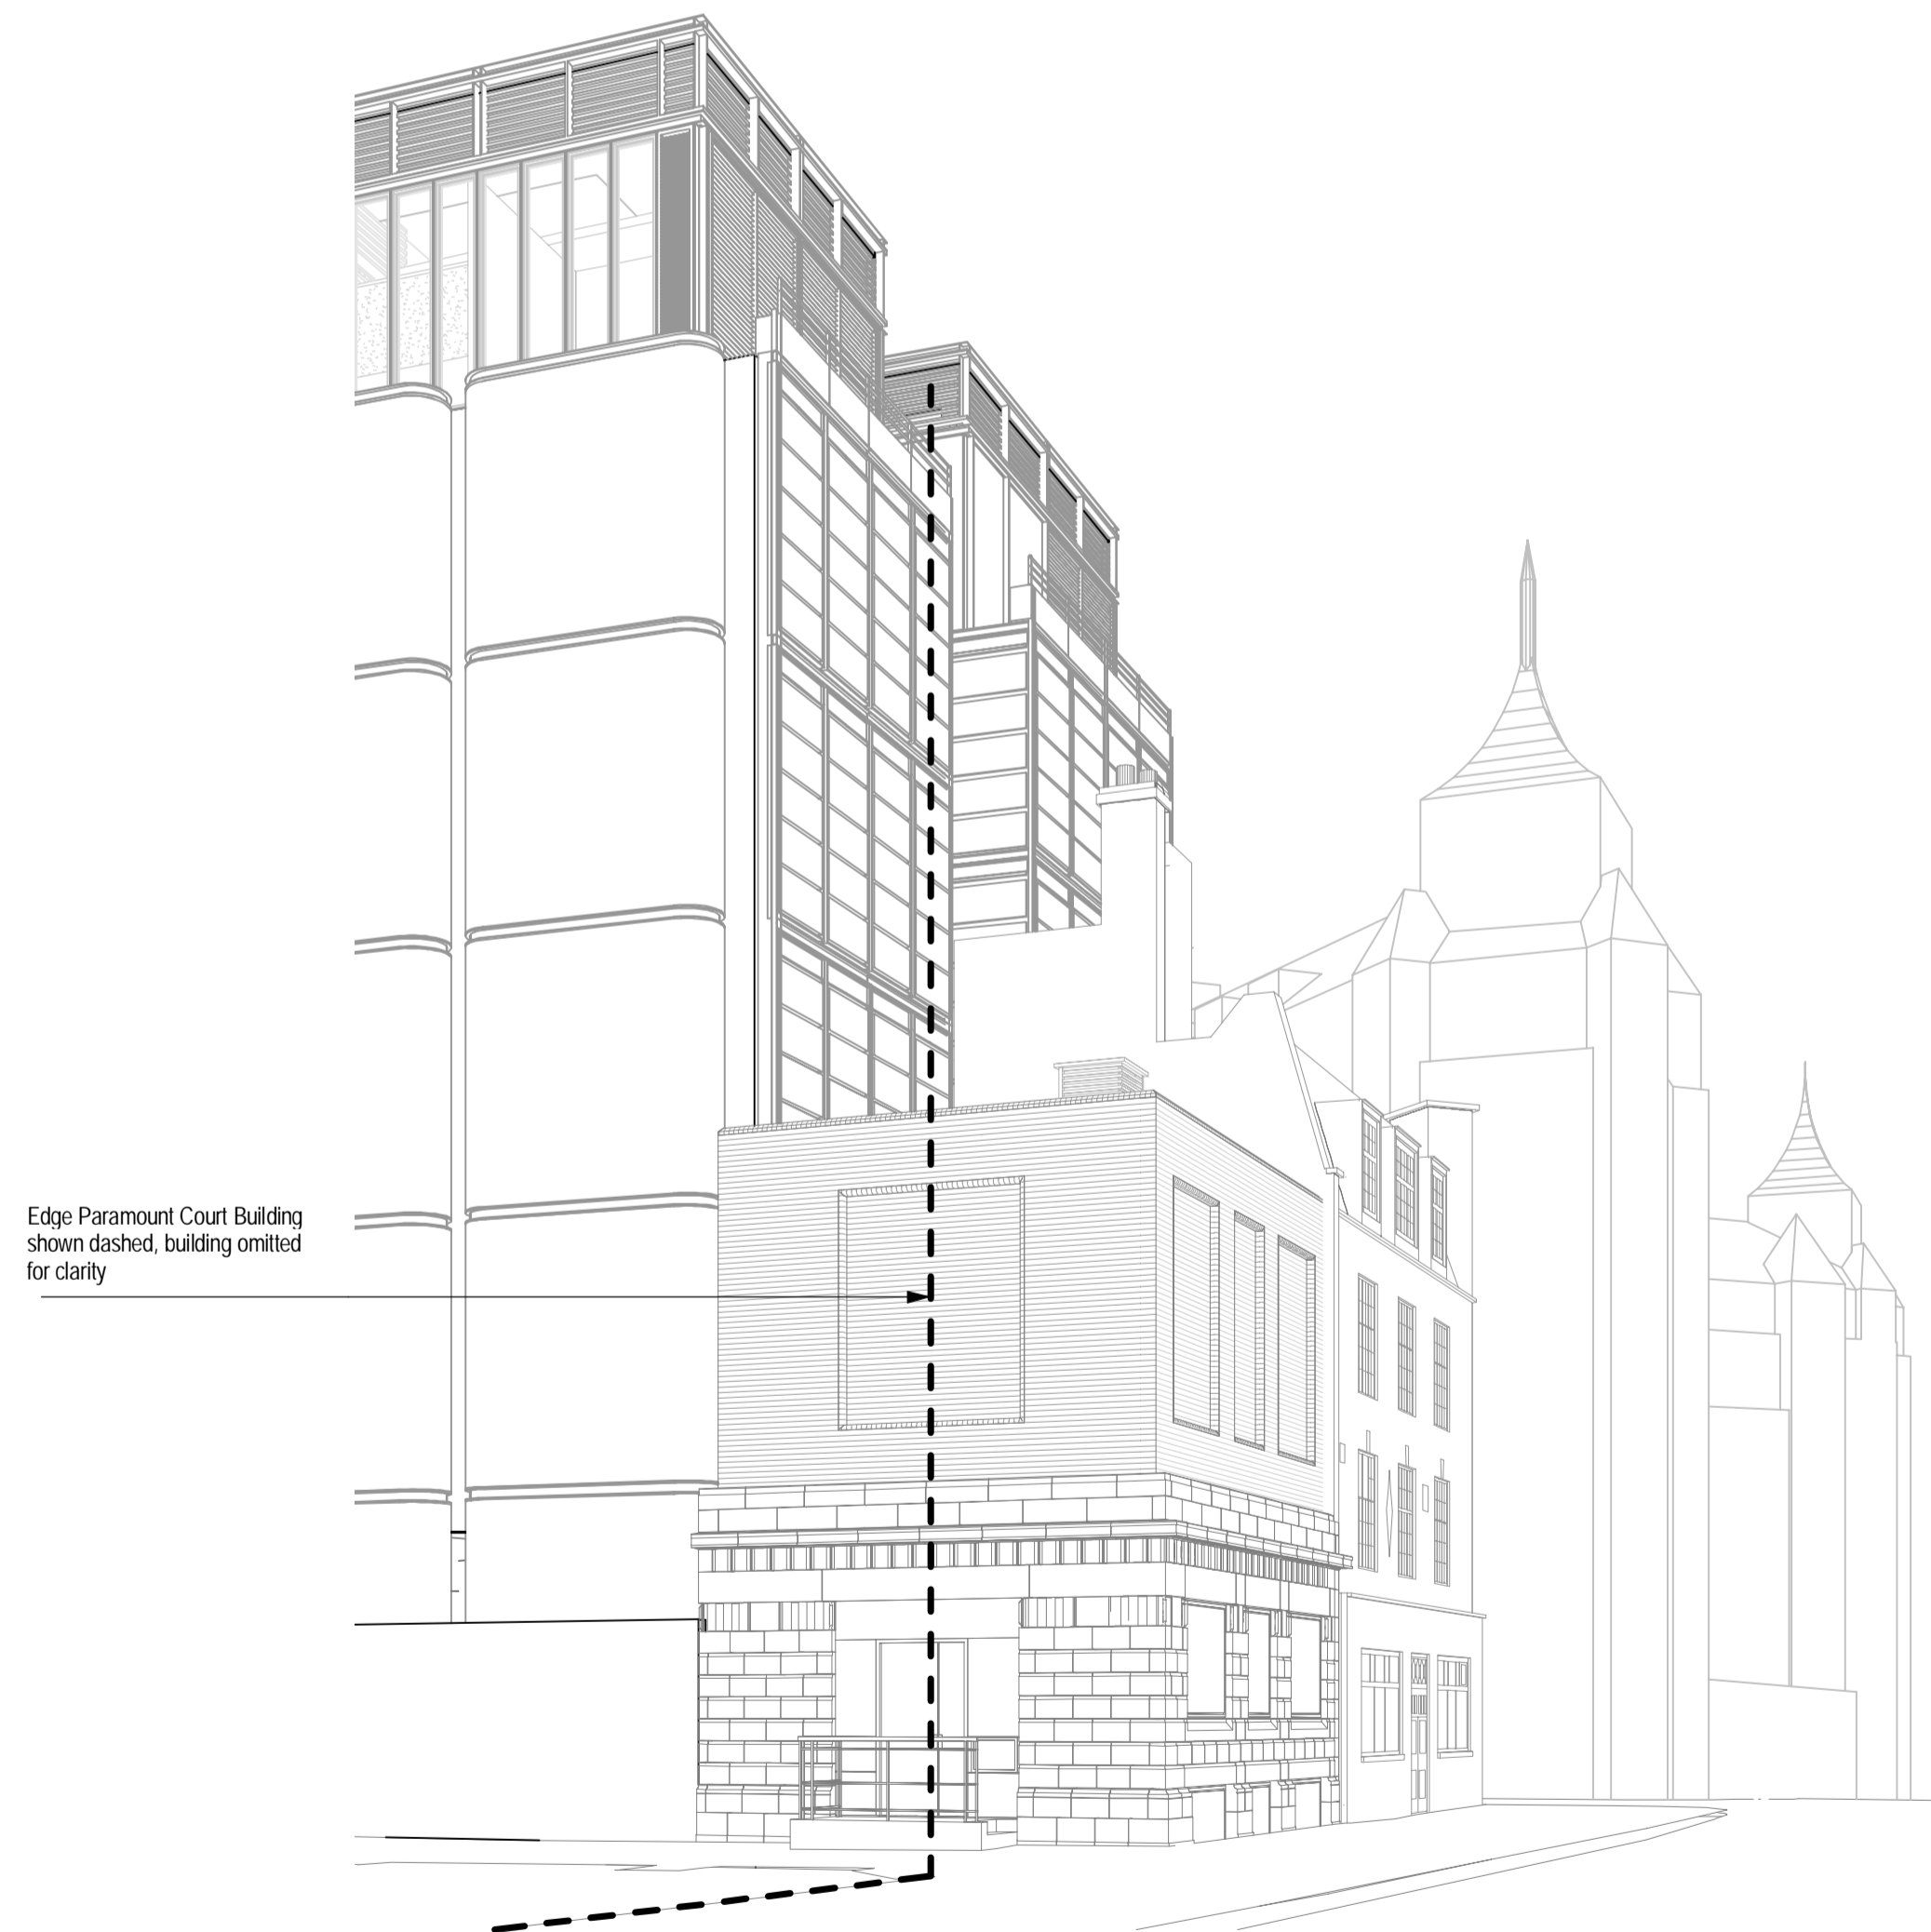 Edge Paramount Court Building
shown dashed, building omitted
for clarity